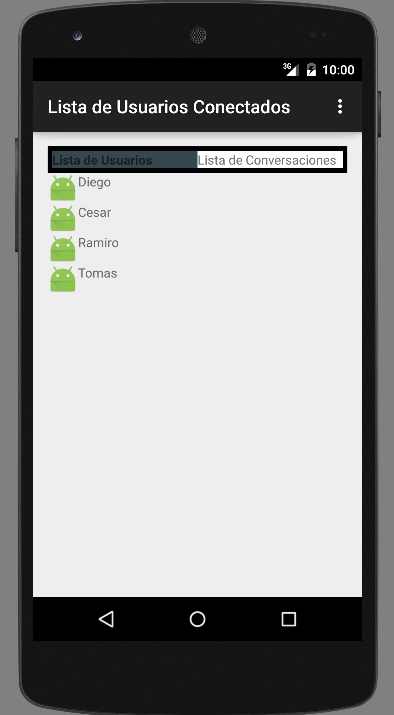 3G 10:00
Lista de Usuarios Conectados
Lista de Usuarios Lista de Conversaciones
Diego
Cesar
Ramiro
Tomas